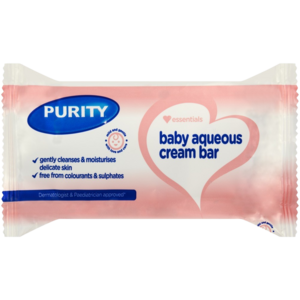 PURITY
essentials
baby aqueous
cream bar
✓ gently cleanses & moisturises
delicate skin
✓ free from colourants & sulphates
Dermatologist & Paediatrician approved*